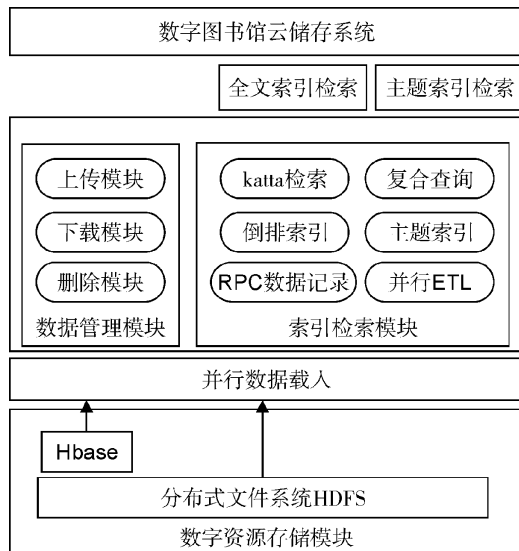 数字图书馆云储存系统
全文索引检索 主题索引检索
上传模块 katta检索 复合查询
下载模块 倒排索引 主题索引
删除模块 RPC数据记录 并行ETL
数据管理模块 索引检索模块
并行数据载入
Hbase
分布式文件系统HDFS
数字资源存储模块